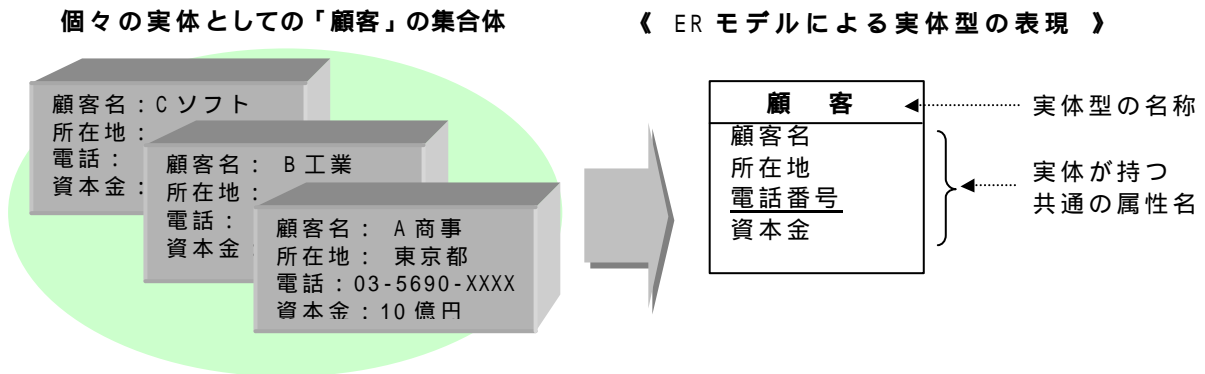 個々の実体としての「顧客」の集合体
《 ERモデルによる実体型の表現 》
顧客名：Cソフト
所在地：
電話：
資本金：
顧客名： B工業
所在地：
電話：
資本金：
顧客名： A商事
所在地： 東京都
電話：03-5690-XXXX
資本金：10億円
顧 客
顧客名
所在地
電話番号
資本金
実体型の名称
実体が持つ
共通の属性名